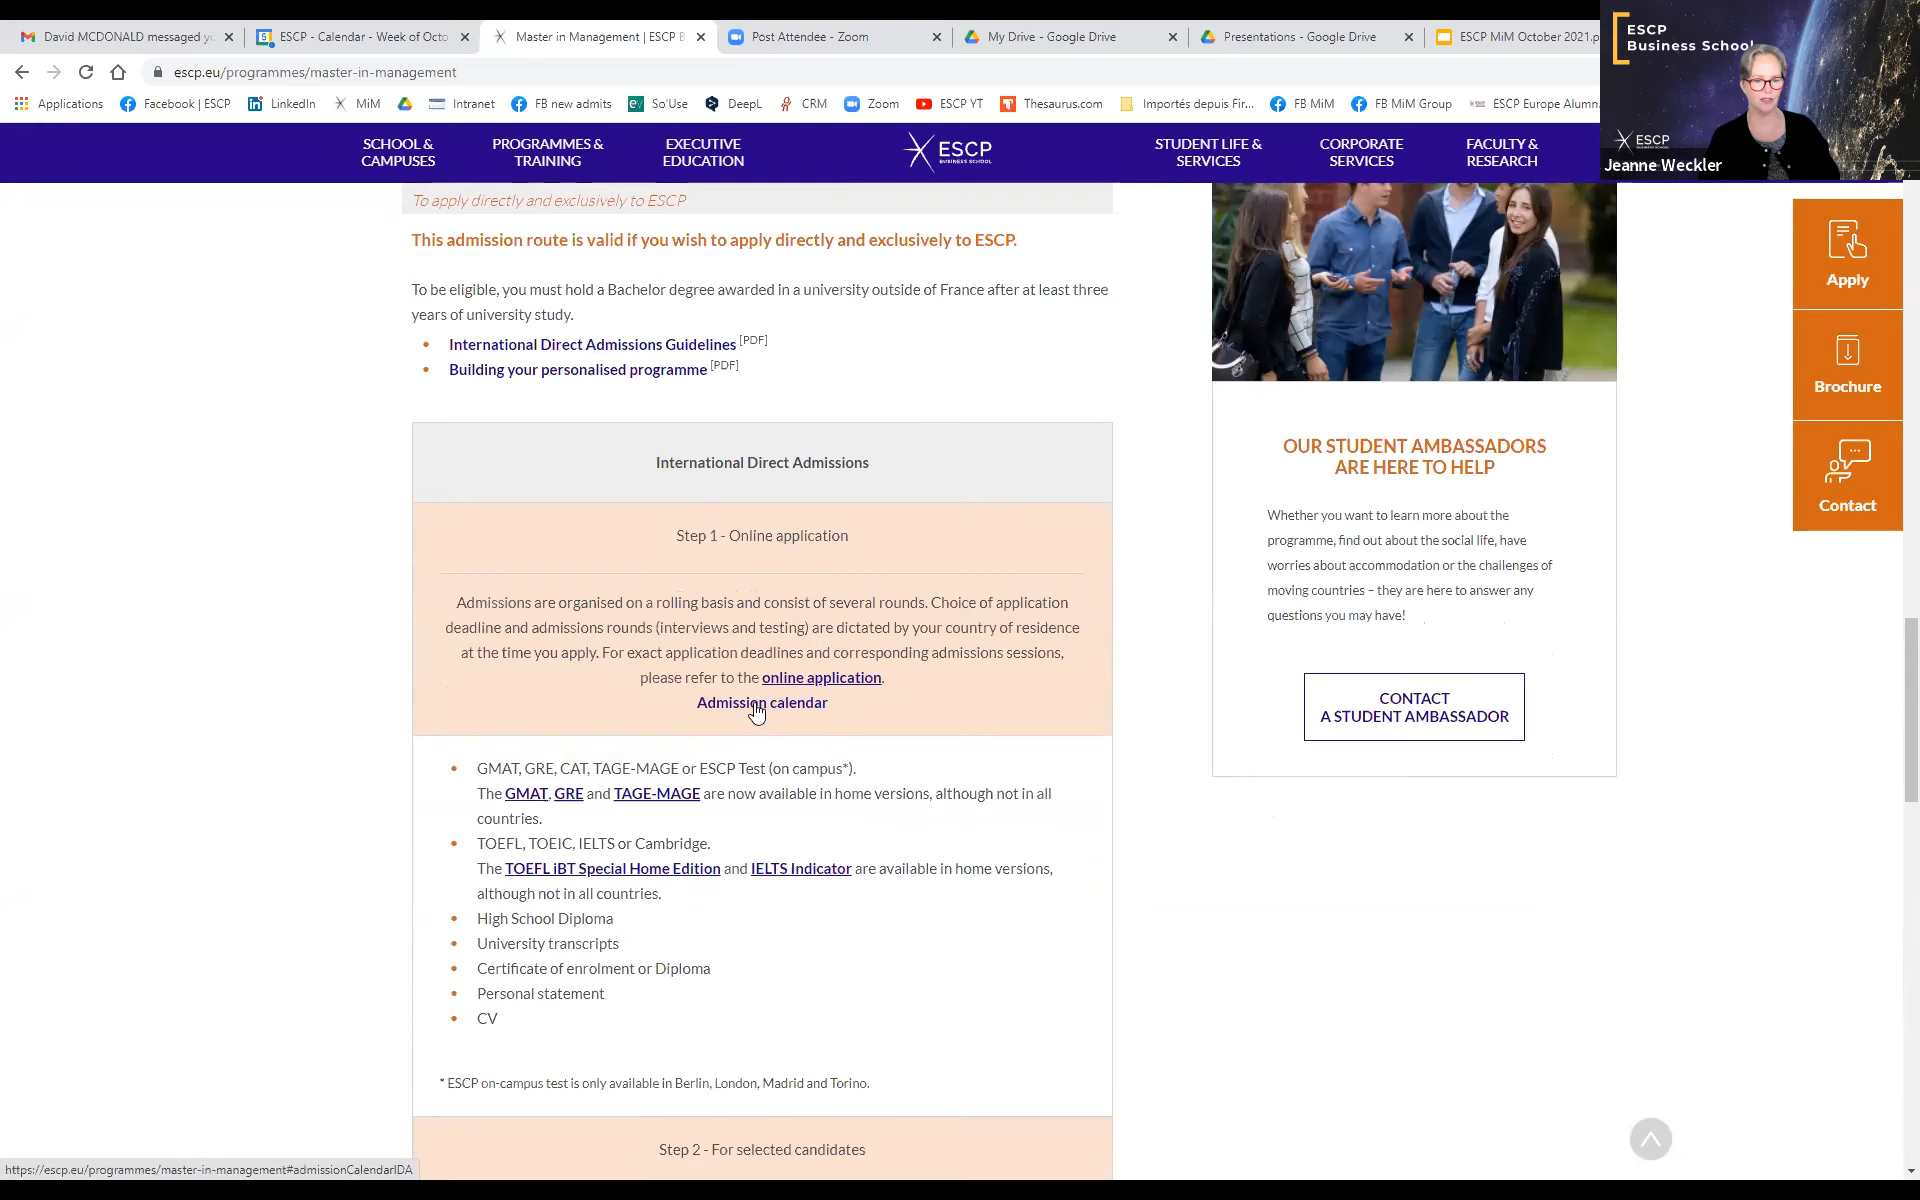 David MCDONALD messaged yo
ESCP - Calendar - Week of Octo
Master in Management | ESCP B
Post Attendee - Zoom
My Drive - Google Drive
Presentations - Google Drive
ESCP MiM October 2021.p
escp.eu/programmes/master-in-management
Applications
Facebook | ESCP
LinkedIn
MiM
Intranet
FB new admits
So'Use
DeepL
CRM
Zoom
ESCP YT
Thesaurus.com
Importés depuis Fir...
FB MiM
FB MiM Group
ESCP Europe Alumn
ESCP
Business School
ESCP
Jeanne Weckler
SCHOOL &
CAMPUSES
PROGRAMMES &
TRAINING
EXECUTIVE
EDUCATION
ESCP
BUSINESS SCHOOL
STUDENT LIFE &
SERVICES
CORPORATE
SERVICES
FACULTY &
RESEARCH
To apply directly and exclusively to ESCP
This admission route is valid if you wish to apply directly and exclusively to ESCP.
To be eligible, you must hold a Bachelor degree awarded in a university outside of France after at least three
years of university study.
• International Direct Admissions Guidelines [PDF]
• Building your personalised programme [PDF]
International Direct Admissions
Step 1 - Online application
Admissions are organised on a rolling basis and consist of several rounds. Choice of application
deadline and admissions rounds (interviews and testing) are dictated by your country of residence
at the time you apply. For exact application deadlines and corresponding admissions sessions,
please refer to the online application.
Admission calendar
• GMAT, GRE, CAT, TAGE-MAGE or ESCP Test (on campus*).
The GMAT, GRE and TAGE-MAGE are now available in home versions, although not in all
countries.
• TOEFL, TOEIC, IELTS or Cambridge.
The TOEFL iBT Special Home Edition and IELTS Indicator are available in home versions,
although not in all countries.
• High School Diploma
• University transcripts
• Certificate of enrolment or Diploma
• Personal statement
• CV
* ESCP on-campus test is only available in Berlin, London, Madrid and Torino.
Step 2 - For selected candidates
OUR STUDENT AMBASSADORS
ARE HERE TO HELP
Whether you want to learn more about the
programme, find out about the social life, have
worries about accommodation or the challenges of
moving countries – they are here to answer any
questions you may have!
CONTACT
A STUDENT AMBASSADOR
Apply
Brochure
Contact
https://escp.eu/programmes/master-in-management#admissionCalendarIDA